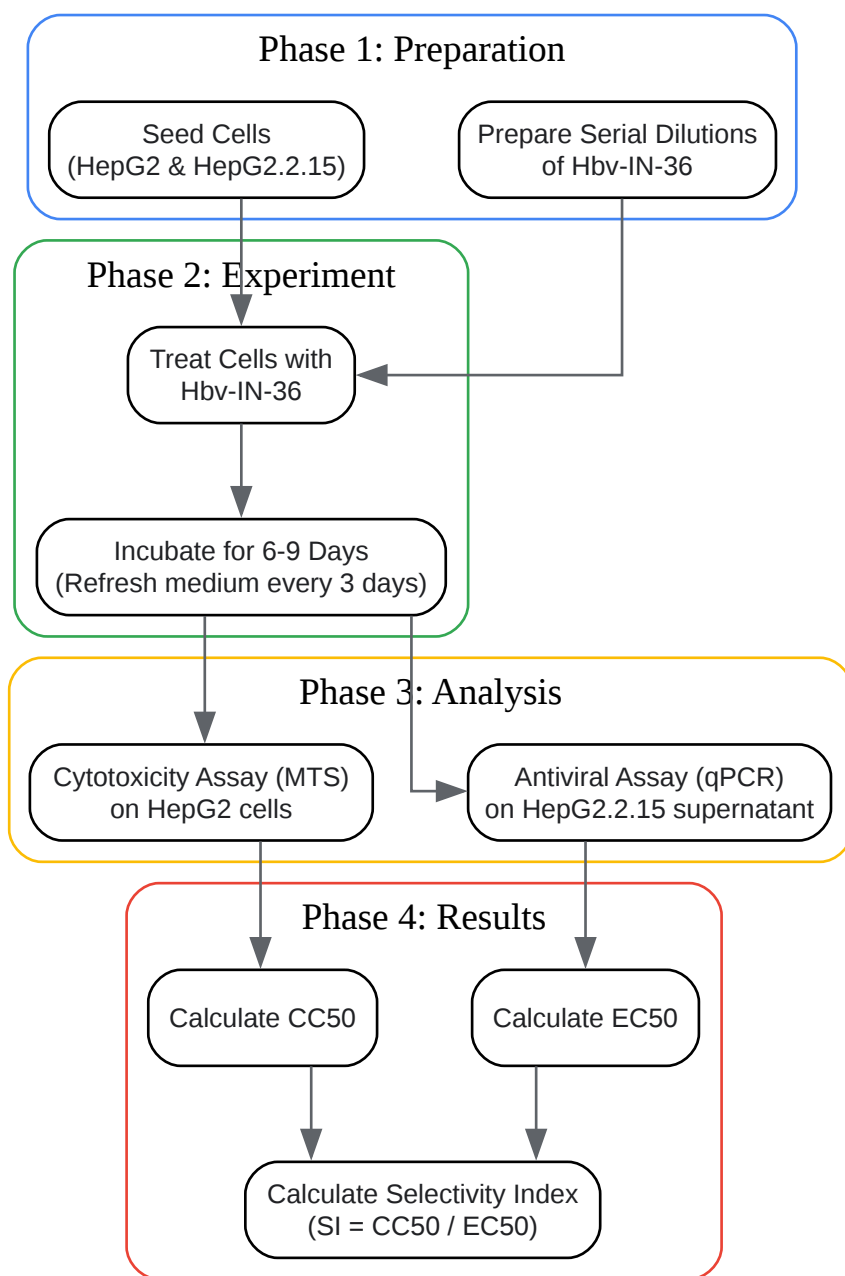 Phase 1: Preparation
Seed Cells
(HepG2 & HepG2.2.15)
Prepare Serial Dilutions
of Hbv-IN-36
Phase 2: Experiment
Treat Cells with
Hbv-IN-36
Incubate for 6-9 Days
(Refresh medium every 3 days)
Phase 3: Analysis
Cytotoxicity Assay (MTS)
on HepG2 cells
Antiviral Assay (qPCR)
on HepG2.2.15 supernatant
Phase 4: Results
Calculate CC50
Calculate EC50
Calculate Selectivity Index
(SI = CC50 / EC50)